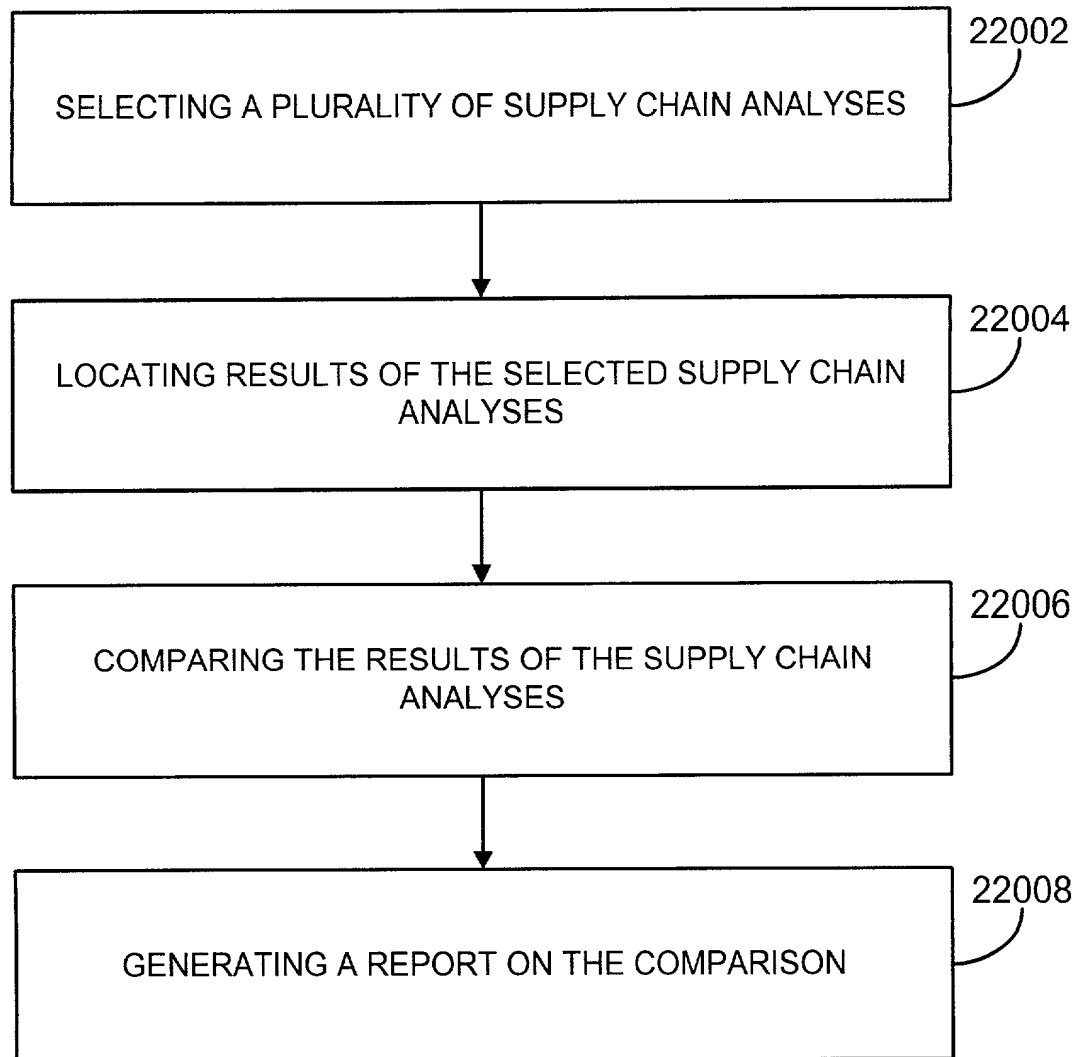 22002
SELECTING A PLURALITY OF SUPPLY CHAIN ANALYSES
22004
LOCATING RESULTS OF THE SELECTED SUPPLY CHAIN
ANALYSES
22006
COMPARING THE RESULTS OF THE SUPPLY CHAIN
ANALYSES
22008
GENERATING A REPORT ON THE COMPARISON